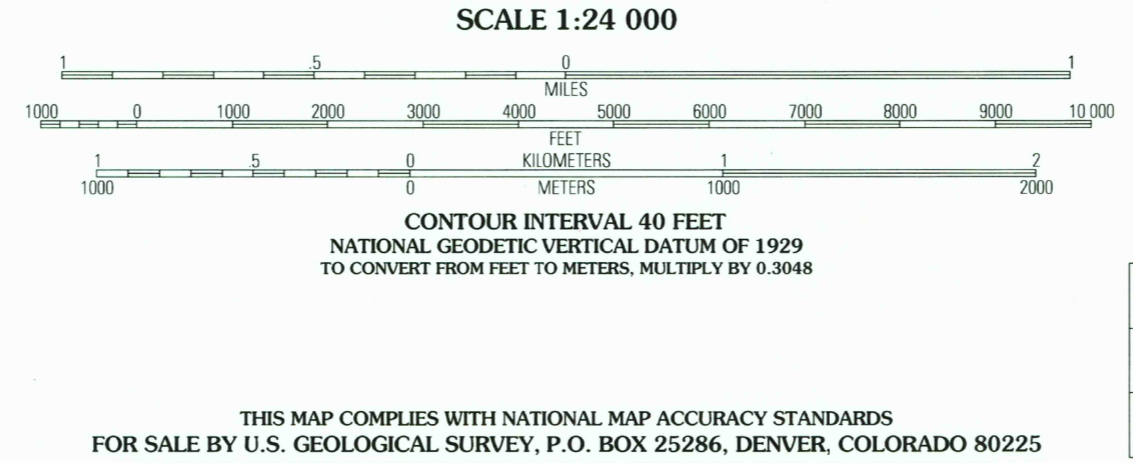 SCALE 1:24 000
1 .5 0 1
MILES
1000 0 1000 2000 3000 4000 5000 6000 7000 8000 9000 10 000
FEET
1 .5 0 KILOMETERS 1 2
1000 0 METERS 1000 2000
CONTOUR INTERVAL 40 FEET
NATIONAL GEODETIC VERTICAL DATUM OF 1929
TO CONVERT FROM FEET TO METERS, MULTIPLY BY 0.3048
THIS MAP COMPLIES WITH NATIONAL MAP ACCURACY STANDARDS
FOR SALE BY U.S. GEOLOGICAL SURVEY, P.O. BOX 25286, DENVER, COLORADO 80225